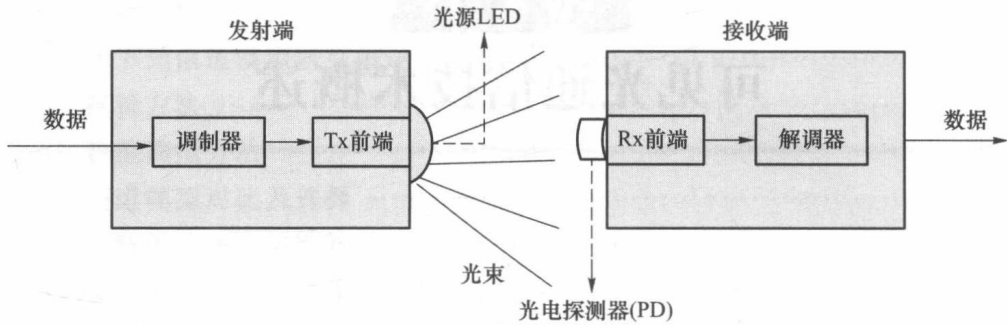 光源LED
发射端
接收端
数据
调制器
Tx前端
Rx前端
解调器
数据
光束
光电探测器(PD)